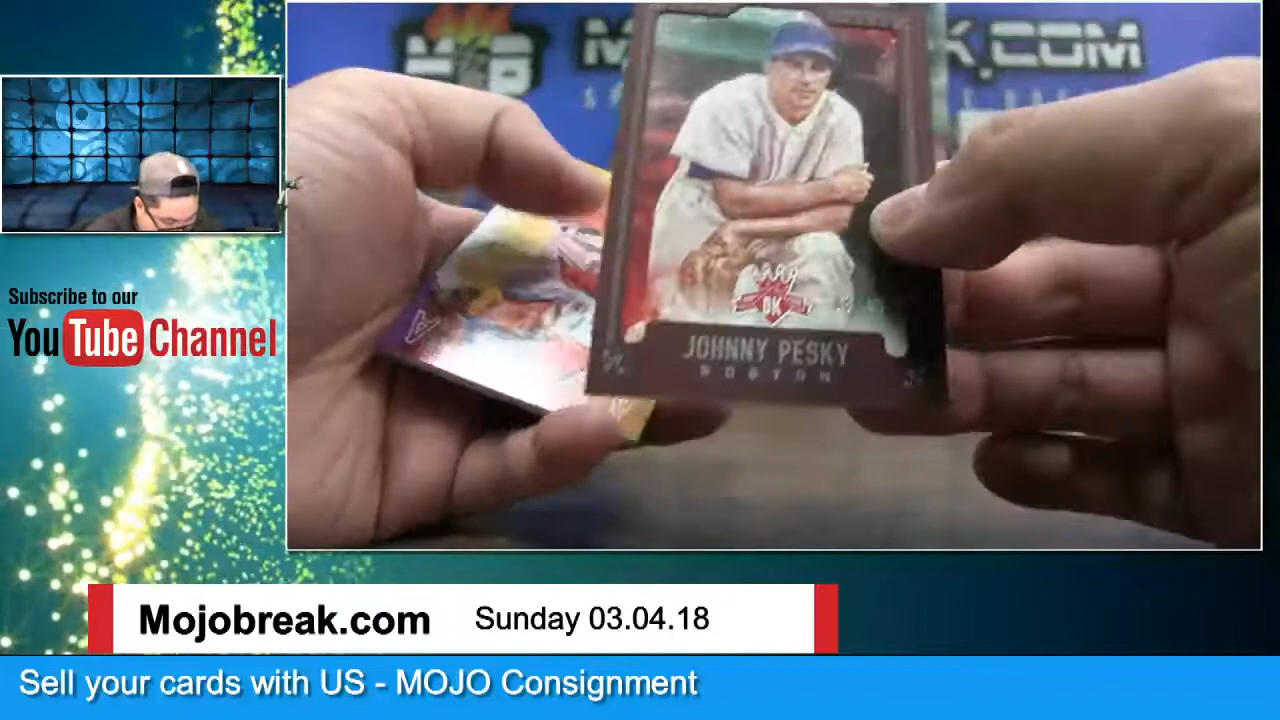 K.COM
Subscribe to our
YouTube Channel
DK
JOHNNY PESKY
BOSTON
Mojobreak.com
Sunday 03.04.18
Sell your cards with US - MOJO Consignment